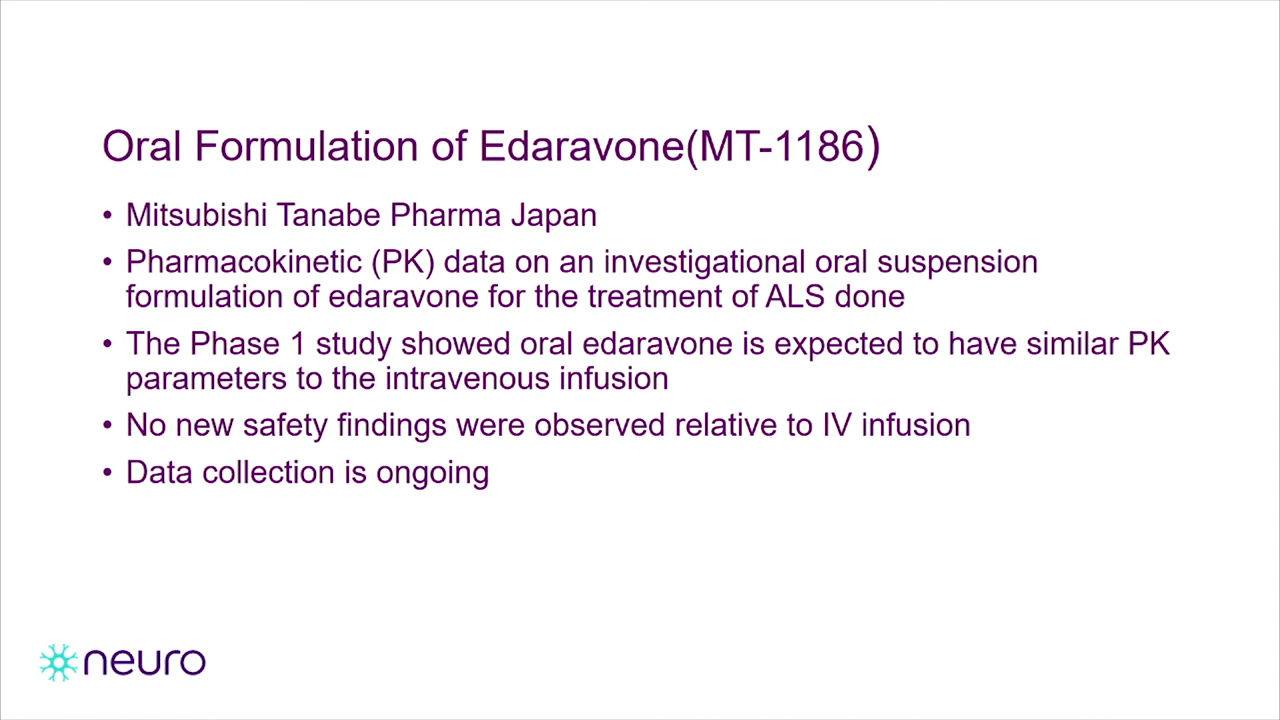 Oral Formulation of Edaravone(MT-1186)
• Mitsubishi Tanabe Pharma Japan
• Pharmacokinetic (PK) data on an investigational oral suspension
formulation of edaravone for the treatment of ALS done
• The Phase 1 study showed oral edaravone is expected to have similar PK
parameters to the intravenous infusion
• No new safety findings were observed relative to IV infusion
• Data collection is ongoing
neuro